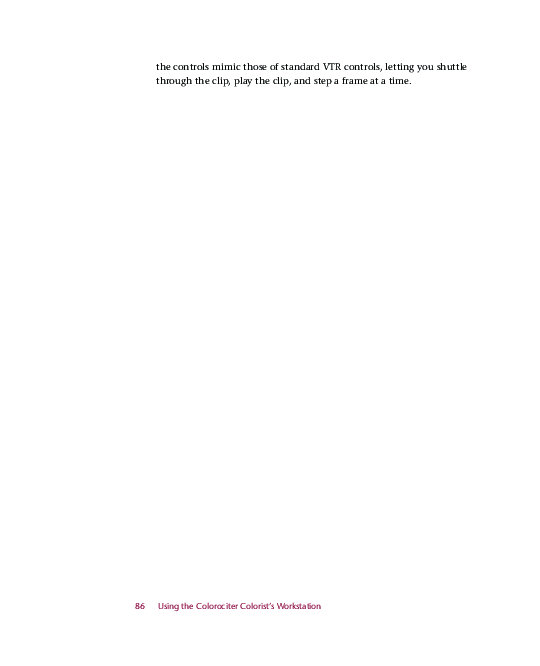 the controls mimic those of standard VTR controls, letting you shuttle
through the clip, play the clip, and step a frame at a time.
86 Using the Colorociter Colorist's Workstation